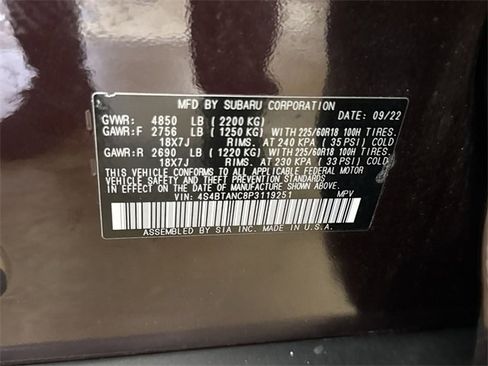 MFD BY SUBARU CORPORATION
GVWR: 4850 LB (2200 KG) DATE: 09/22
GAWR:F 2756 LB (1250 KG) WITH 225/60R18 100H TIRES.
18X7J RIMS. AT 240 KPA (35 PSI) COLD
GAWR:R 2690 LB (1220 KG) WITH 225/60R18 100H TIRES.
18X7J RIMS. AT 230 KPA (33 PSI) COLD
THIS VEHICLE CONFORMS TO ALL APPLICABLE FEDERAL MOTOR
VEHICLE SAFETY AND THEFT PREVENTION STANDARDS IN EFFECT
ON THE DATE OF MANUFACTURE SHOWN ABOVE.
VIN: 4S4BTANC8P3119251 MPV
ASSEMBLED BY SIA INC. MADE IN U.S.A.